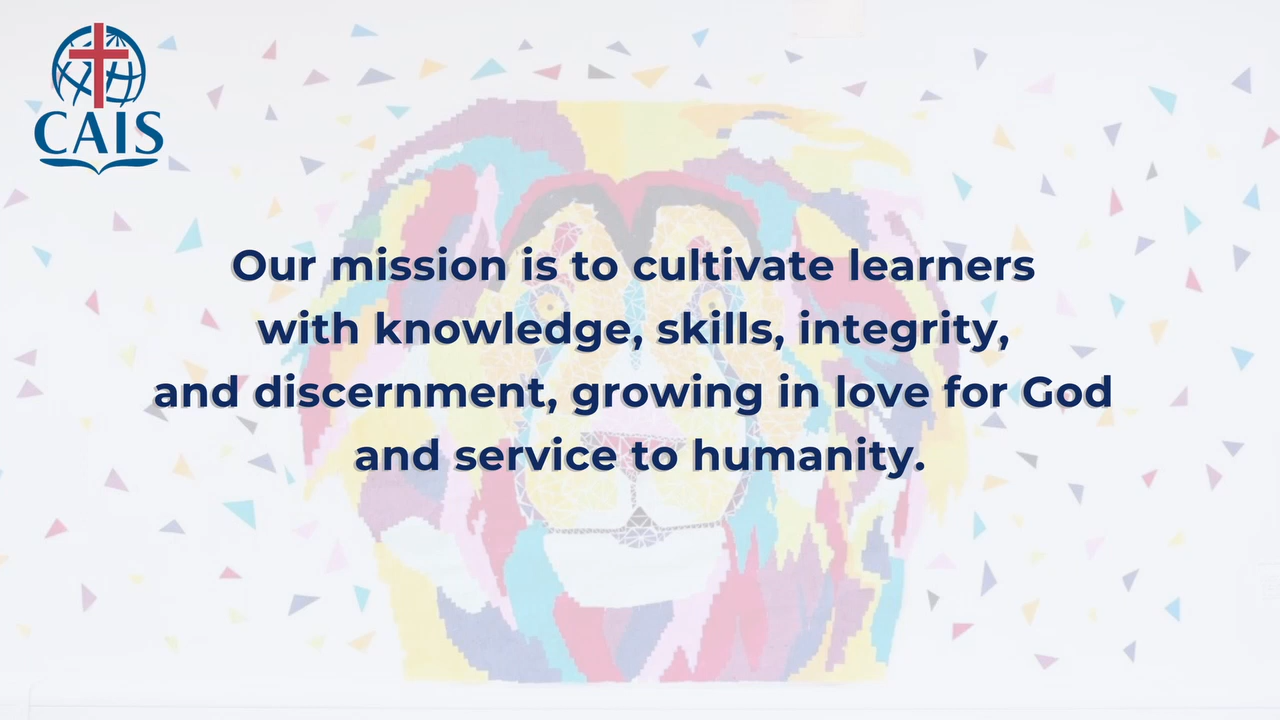 CAIS
Our mission is to cultivate learners
with knowledge, skills, integrity,
and discernment, growing in love for God
and service to humanity.